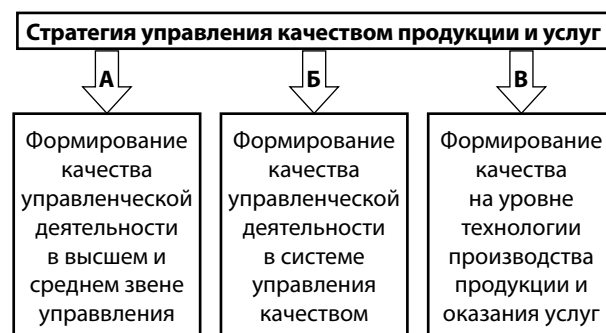 Стратегия управления качеством продукции и услуг
А
Б
В
Формирование
качества
управленческой
деятельности
в высшем и
среднем звене
управвления
Формирование
качества
управленческой
деятельности
в системе
управления
качеством
Формирование
качества
на уровне
технологии
производства
продукции и
оказания услуг